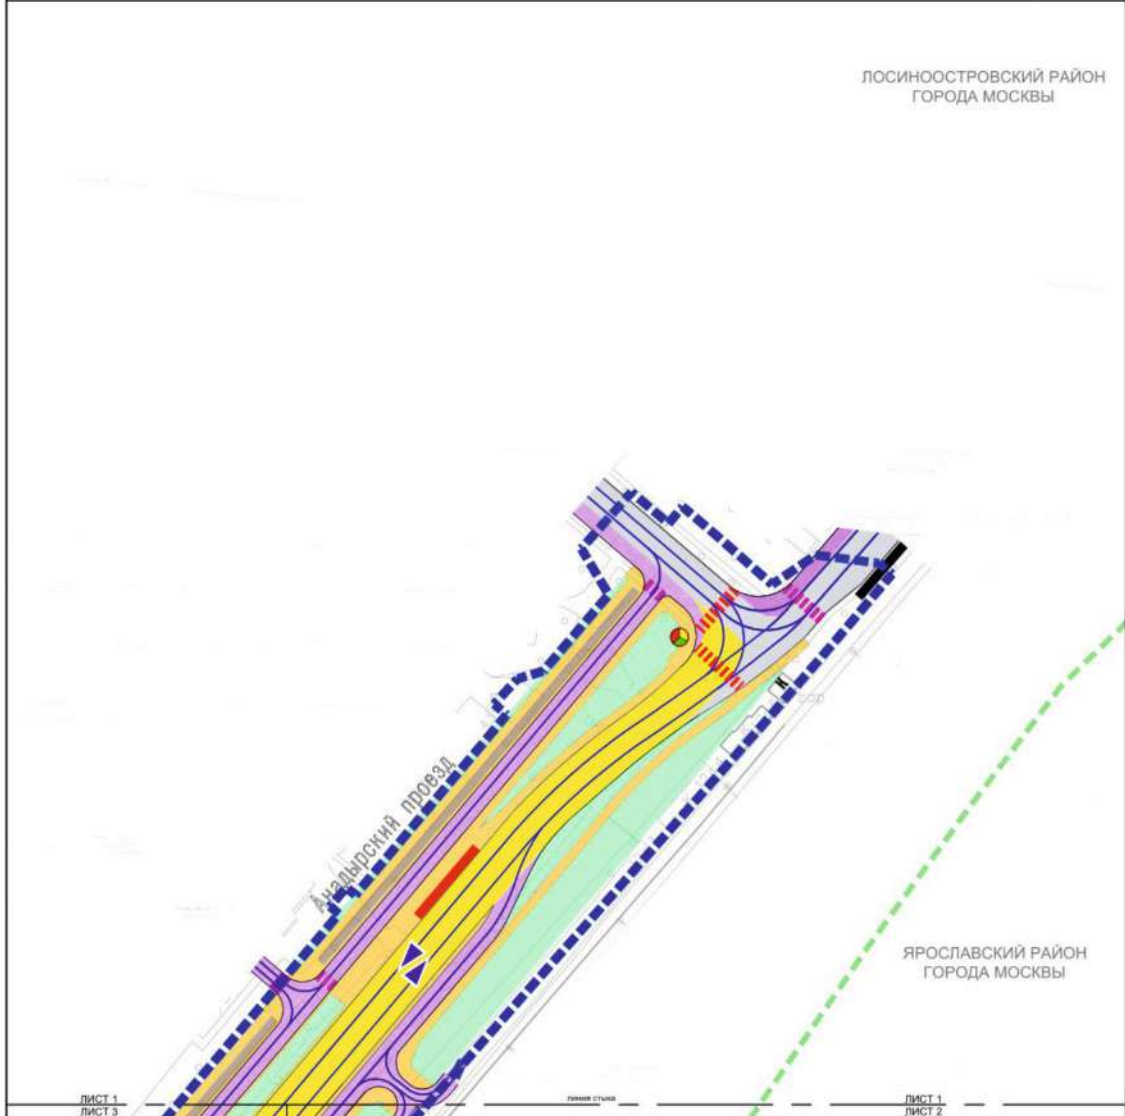 ЛОСИНООСТРОВСКИЙ РАЙОН
ГОРОДА МОСКВЫ
Анадырский проезд
ЯРОСЛАВСКИЙ РАЙОН
ГОРОДА МОСКВЫ
ЛИСТ 1
ЛИСТ 3
линия стыка
ЛИСТ 1
ЛИСТ 2